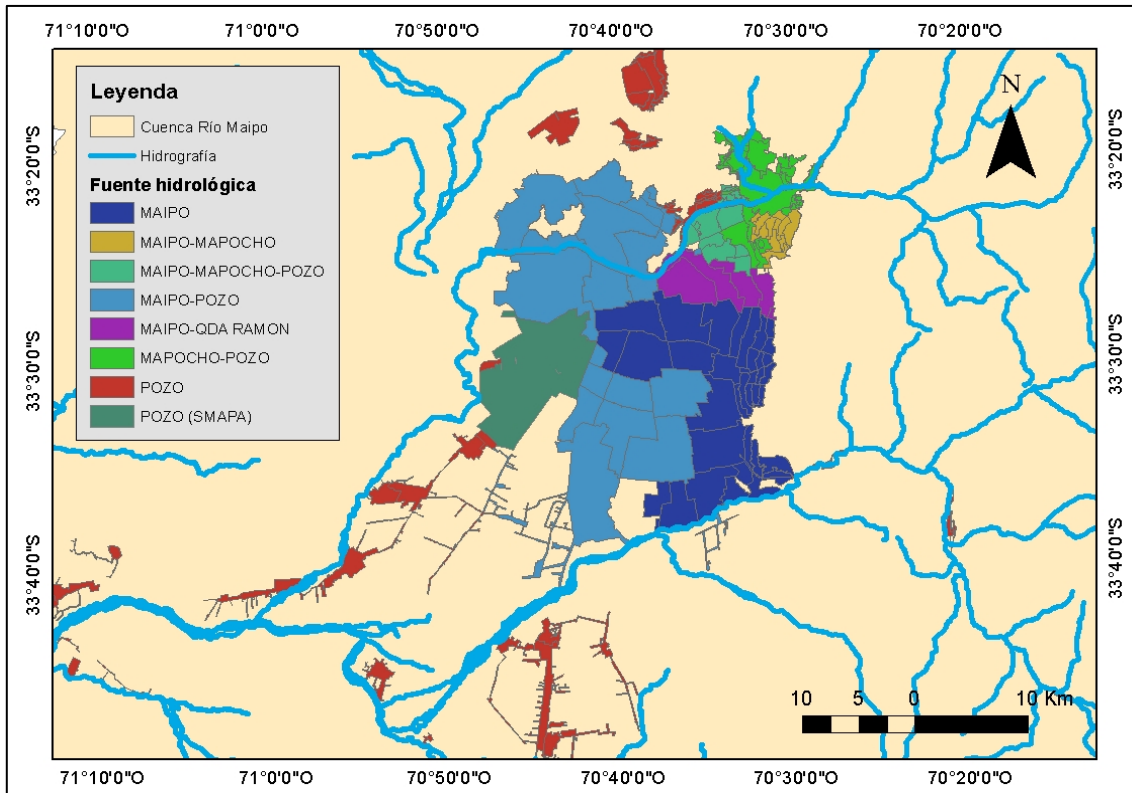 71°10'0"O 71°0'0"O 70°50'0"O 70°40'0"O 70°30'0"O 70°20'0"O
Leyenda
Cuenca Río Maipo
Hidrografía
Fuente hidrológica
MAIPO
MAIPO-MAPOCHO
MAIPO-MAPOCHO-POZO
MAIPO-POZO
MAIPO-QDA RAMON
MAPOCHO-POZO
POZO
POZO (SMAPA)
N
33°20'0"S 33°20'0"S
33°30'0"S 33°30'0"S
33°40'0"S 33°40'0"S
10 5 0 10 Km
71°10'0"O 71°0'0"O 70°50'0"O 70°40'0"O 70°30'0"O 70°20'0"O